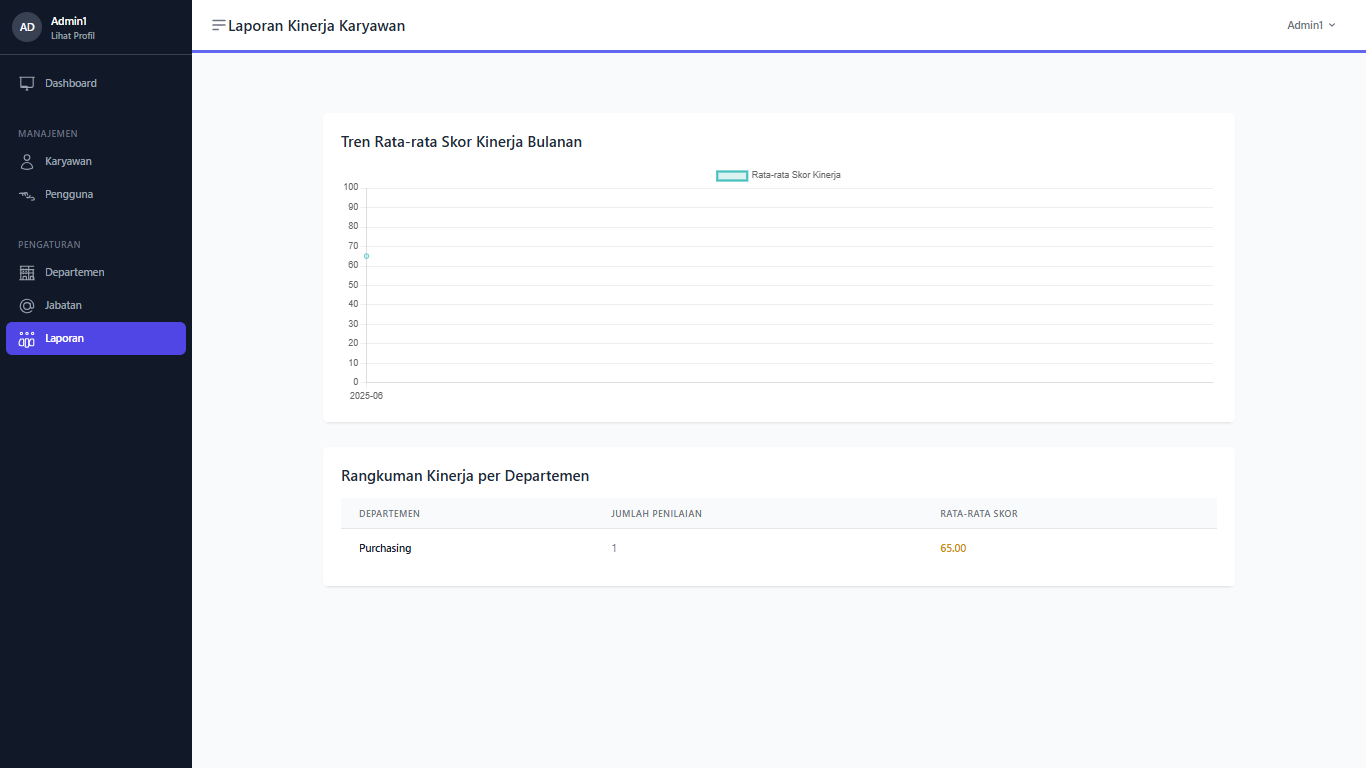 AD
Admin1
Lihat Profil
Dashboard
MANAJEMEN
Karyawan
Pengguna
PENGATURAN
Departemen
Jabatan
Laporan
Laporan Kinerja Karyawan
Admin1
Tren Rata-rata Skor Kinerja Bulanan
Rata-rata Skor Kinerja
100
90
80
70
60
50
40
30
20
10
0
2025-06
Rangkuman Kinerja per Departemen
DEPARTEMEN JUMLAH PENILAIAN RATA-RATA SKOR
Purchasing 1 65.00